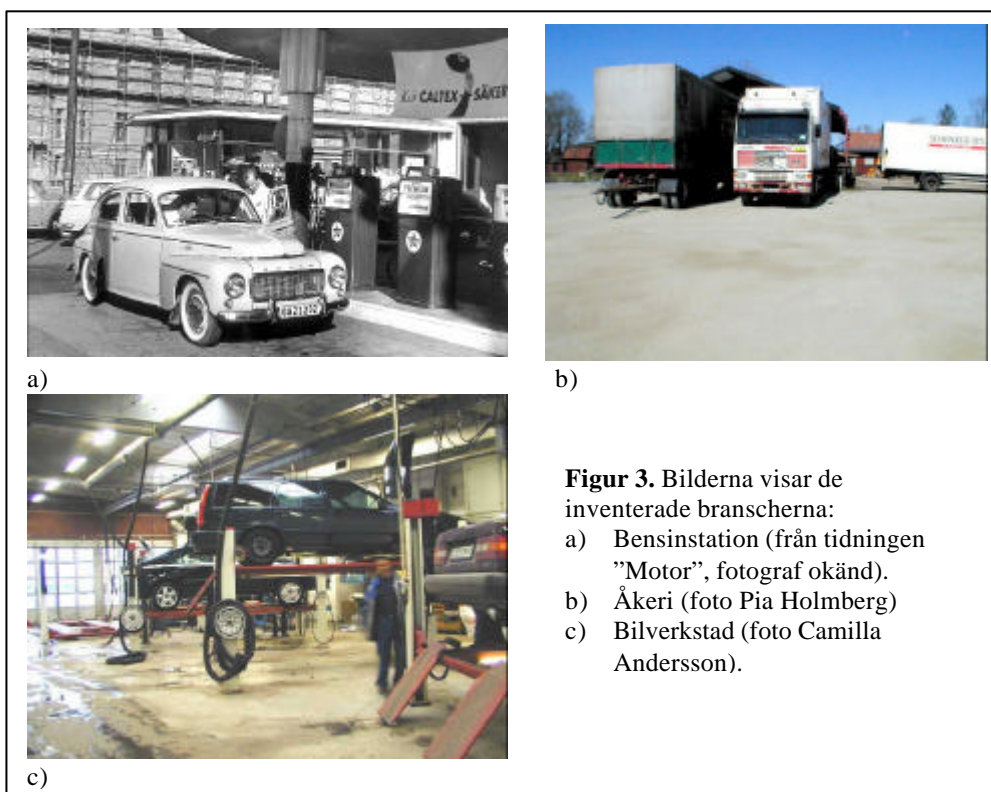 CALTEX SÄKER
a)
b)
c)
Figur 3. Bilderna visar de
inventerade branscherna:
a) Bensinstation (från tidningen
”Motor”, fotograf okänd).
b) Åkeri (foto Pia Holmberg)
c) Bilverkstad (foto Camilla
Andersson).